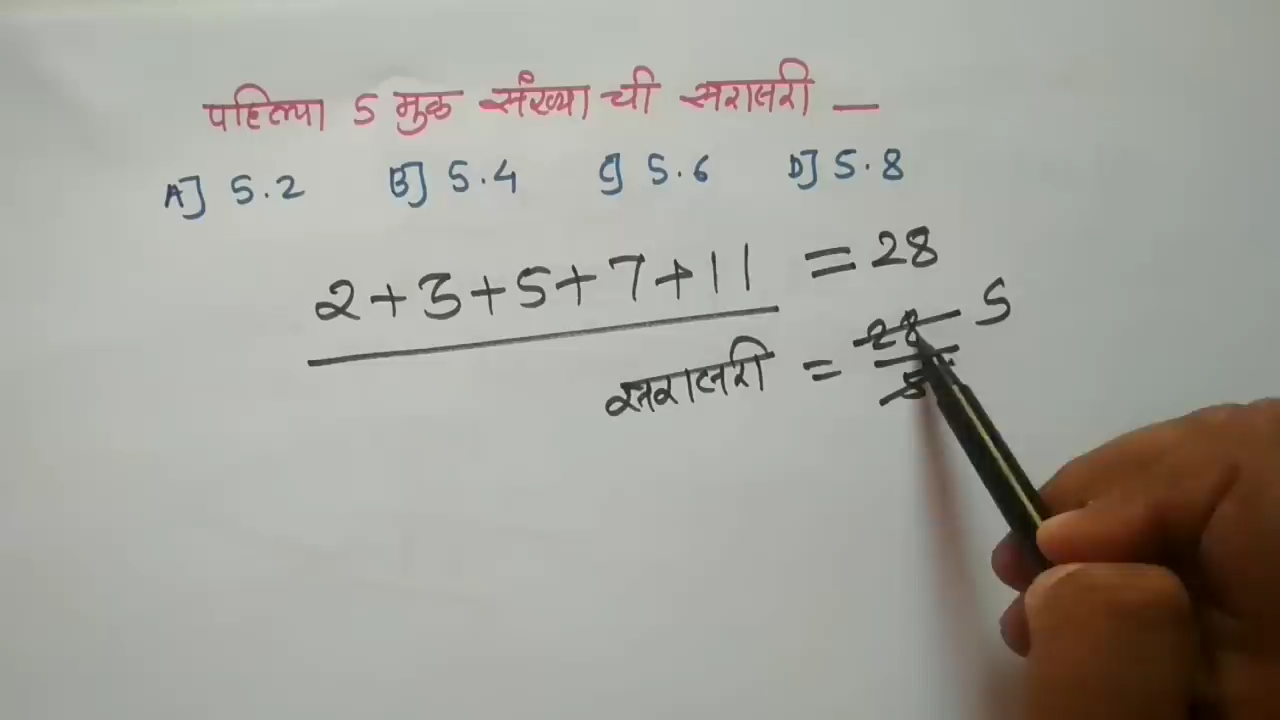 पहिल्या 5 मुळ संख्या ची सरासरी —
A] 5.2 B] 5.4 C] 5.6 D] 5.8
2+3+5+7+11 = 28
सरासरी = 28/5 5